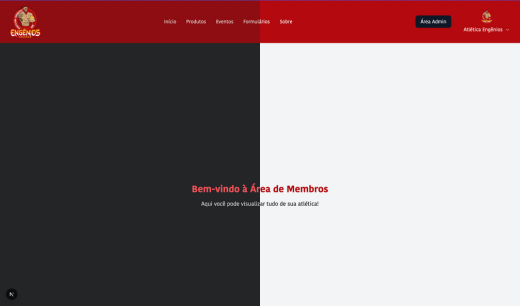 ENGÊNIOS
Início Produtos Eventos Formulários Sobre
Área Admin
Atlética Engênios
Bem-vindo à Área de Membros
Aqui você pode visualizar tudo de sua atlética!
N